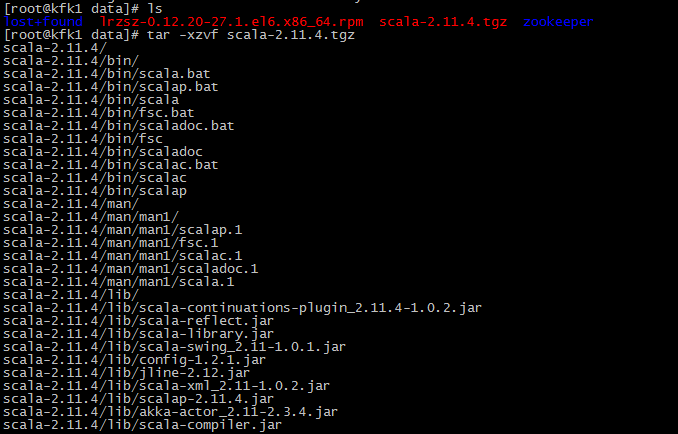 [root@kfk1 data]# ls
lost+found  lrzsz-0.12.20-27.1.el6.x86_64.rpm  scala-2.11.4.tgz  zookeeper
[root@kfk1 data]# tar -xzvf scala-2.11.4.tgz
scala-2.11.4/
scala-2.11.4/bin/
scala-2.11.4/bin/scala.bat
scala-2.11.4/bin/scalap.bat
scala-2.11.4/bin/scala
scala-2.11.4/bin/fsc.bat
scala-2.11.4/bin/scaladoc.bat
scala-2.11.4/bin/fsc
scala-2.11.4/bin/scaladoc
scala-2.11.4/bin/scalac.bat
scala-2.11.4/bin/scalac
scala-2.11.4/bin/scalap
scala-2.11.4/man/
scala-2.11.4/man/man1/
scala-2.11.4/man/man1/scalap.1
scala-2.11.4/man/man1/fsc.1
scala-2.11.4/man/man1/scalac.1
scala-2.11.4/man/man1/scaladoc.1
scala-2.11.4/man/man1/scala.1
scala-2.11.4/lib/
scala-2.11.4/lib/scala-continuations-plugin_2.11.4-1.0.2.jar
scala-2.11.4/lib/scala-reflect.jar
scala-2.11.4/lib/scala-library.jar
scala-2.11.4/lib/scala-swing_2.11-1.0.1.jar
scala-2.11.4/lib/config-1.2.1.jar
scala-2.11.4/lib/jline-2.12.jar
scala-2.11.4/lib/scala-xml_2.11-1.0.2.jar
scala-2.11.4/lib/scalap-2.11.4.jar
scala-2.11.4/lib/akka-actor_2.11-2.3.4.jar
scala-2.11.4/lib/scala-compiler.jar